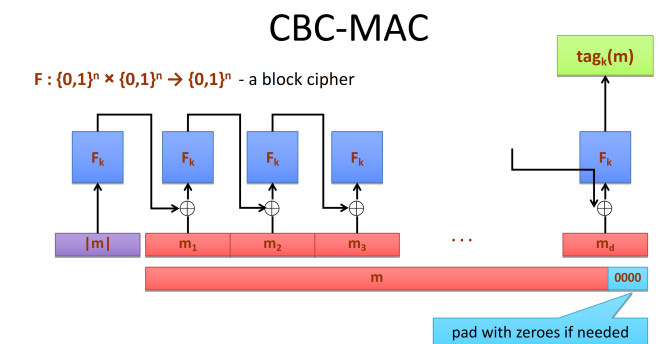 CBC-MAC
tagₖ(m)
F : {0,1}ⁿ × {0,1}ⁿ → {0,1}ⁿ - a block cipher
Fₖ Fₖ Fₖ Fₖ Fₖ
|m| m₁ m₂ m₃ ... m_d
m 0000
pad with zeroes if needed